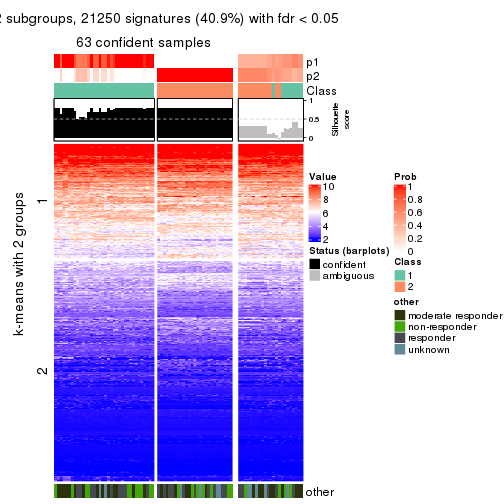 2 subgroups, 21250 signatures (40.9%) with fdr < 0.05
63 confident samples
p1
p2
Class
1
0.5
0
Silhouette
score
k-means with 2 groups
1
2
Value
10
8
6
4
2
Status (barplots)
confident
ambiguous
Prob
1
0.8
0.6
0.4
0.2
0
Class
1
2
other
moderate responder
non-responder
responder
unknown
other